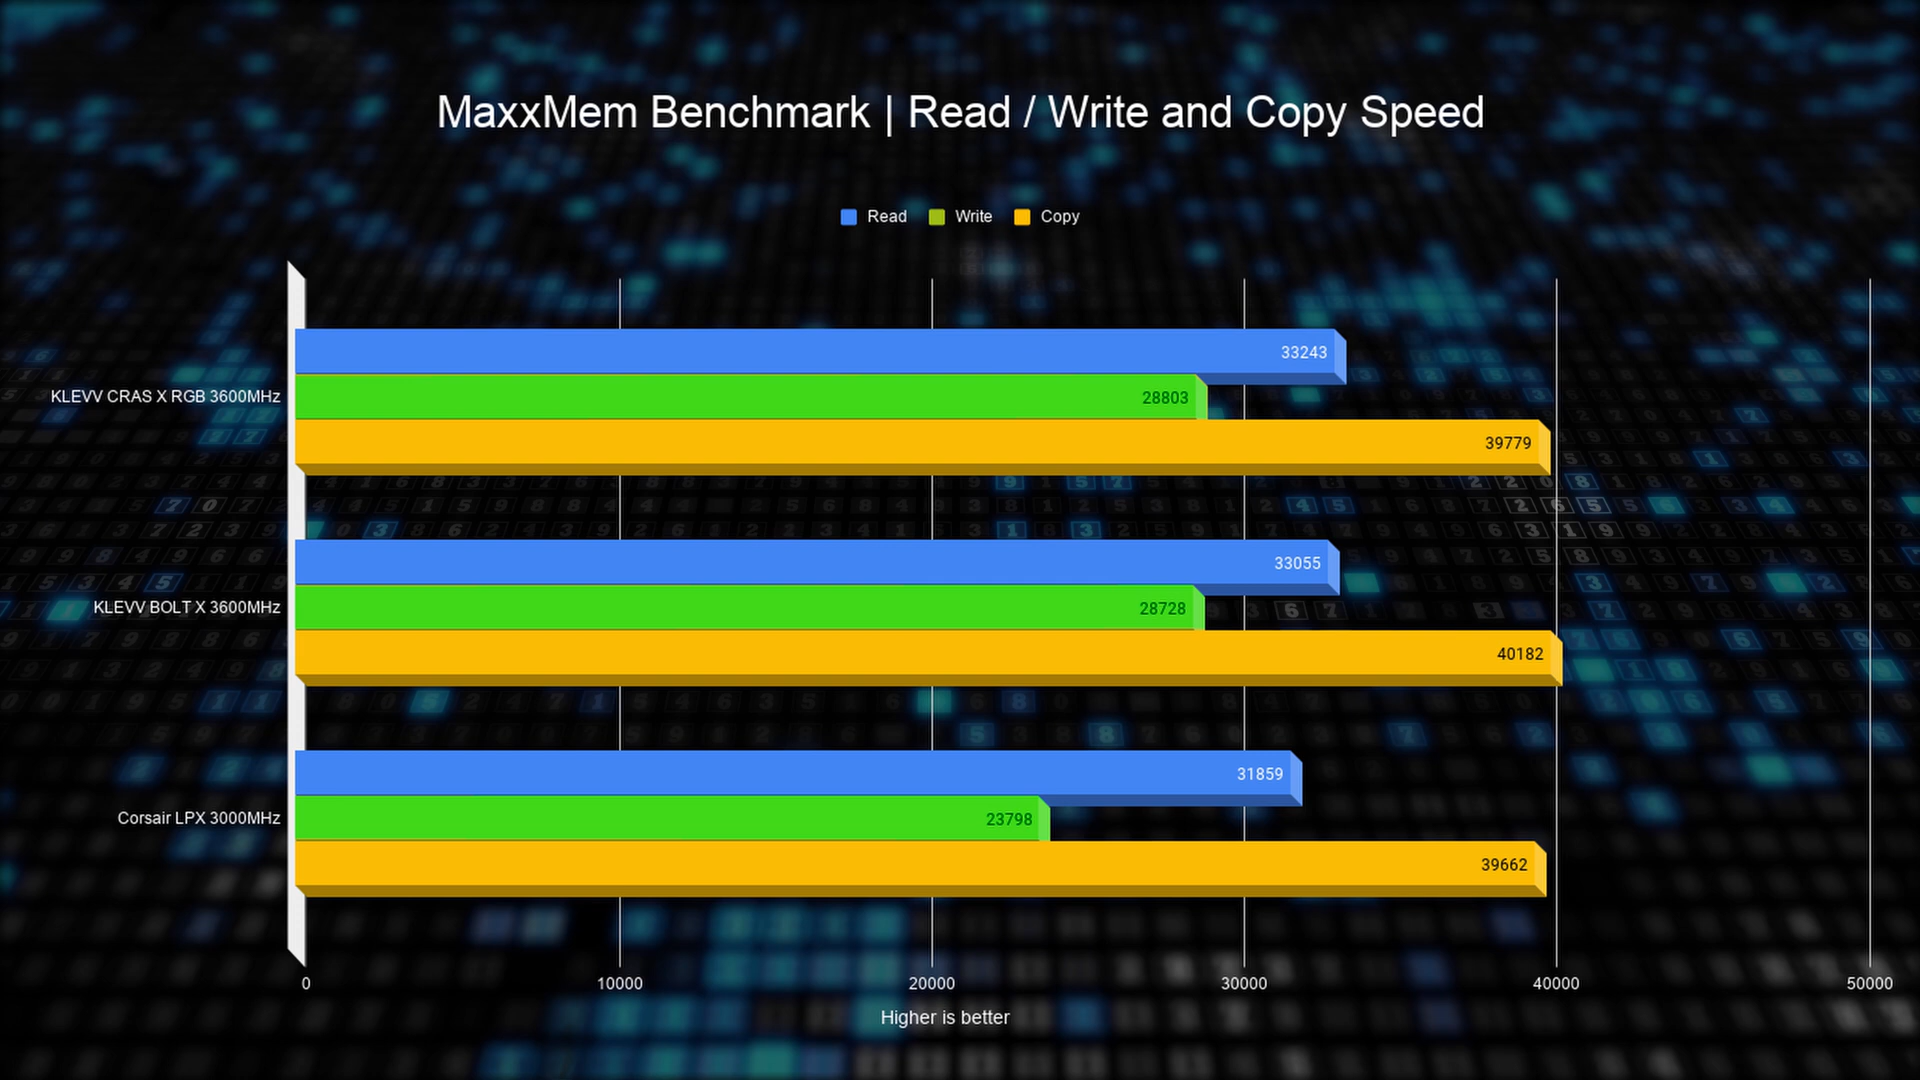 MaxxMem Benchmark | Read / Write and Copy Speed
Read Write Copy
KLEVV CRAS X RGB 3600MHz
33243
28803
39779
KLEVV BOLT X 3600MHz
33055
28728
40182
Corsair LPX 3000MHz
31859
23798
39662
0 10000 20000 30000 40000 50000
Higher is better